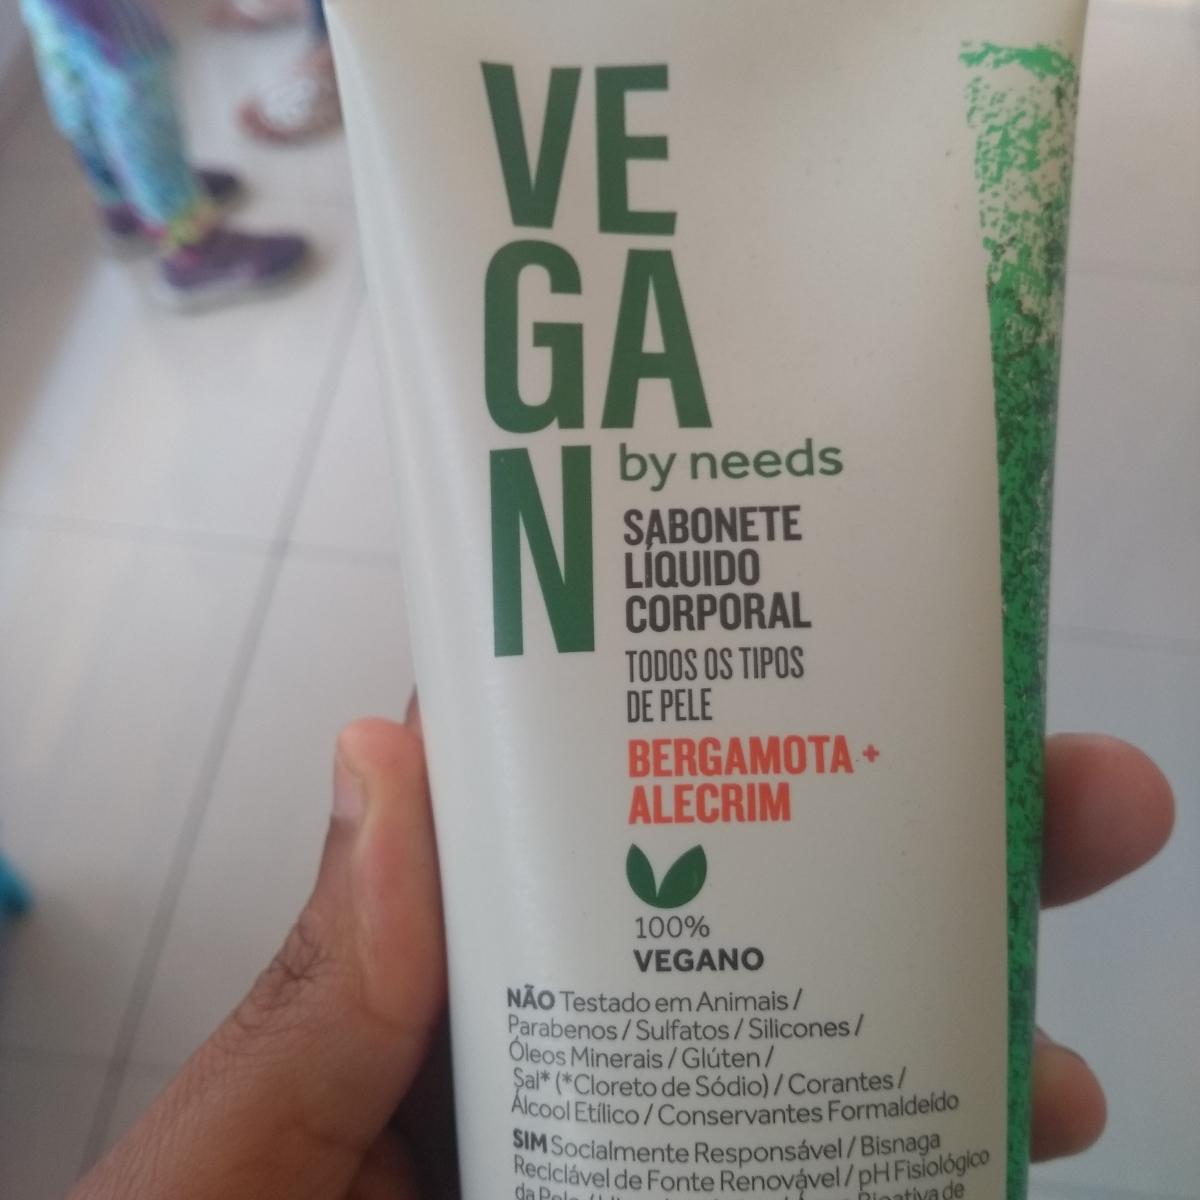 VE
GA
N
by needs
SABONETE
LÍQUIDO
CORPORAL
TODOS OS TIPOS
DE PELE
BERGAMOTA +
ALECRIM
100%
VEGANO
NÃO Testado em Animais /
Parabenos / Sulfatos / Silicones /
Óleos Minerais / Glúten /
Sal* (*Cloreto de Sódio) / Corantes /
Álcool Etílico / Conservantes Formaldeído
SIM Socialmente Responsável / Bisnaga
Reciclável de Fonte Renovável / pH Fisiológico
da Pele /